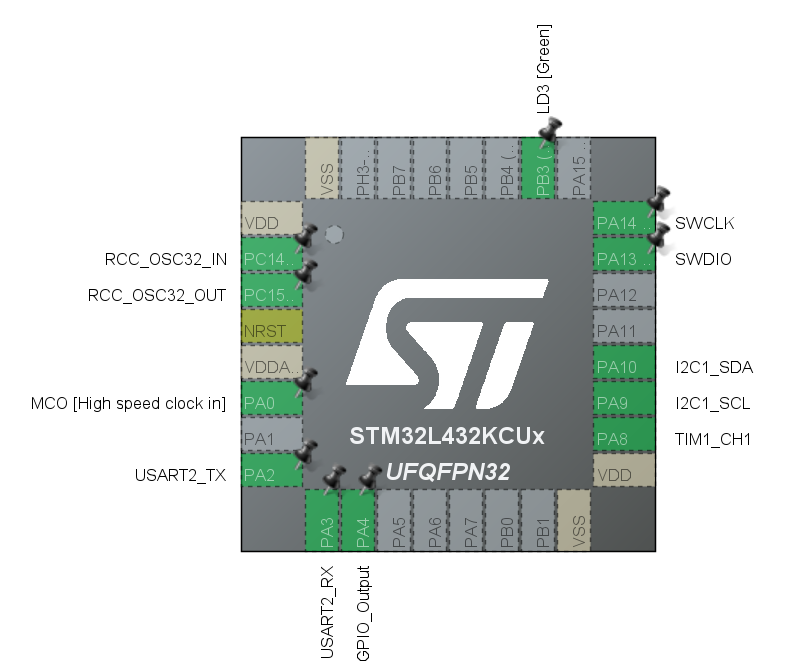 LD3 [Green]
VSS
PH3-..
PB7
PB6
PB5
PB4 (..
PB3 (..
PA15 ..
VDD
RCC_OSC32_IN
PC14..
RCC_OSC32_OUT
PC15..
NRST
VDDA..
MCO [High speed clock in]
PA0
PA1
USART2_TX
PA2
STM32L432KCUx
UFQFPN32
PA14 ..
SWCLK
PA13 ..
SWDIO
PA12
PA11
PA10
I2C1_SDA
PA9
I2C1_SCL
PA8
TIM1_CH1
VDD
PA3
PA4
PA5
PA6
PA7
PB0
PB1
VSS
USART2_RX
GPIO_Output